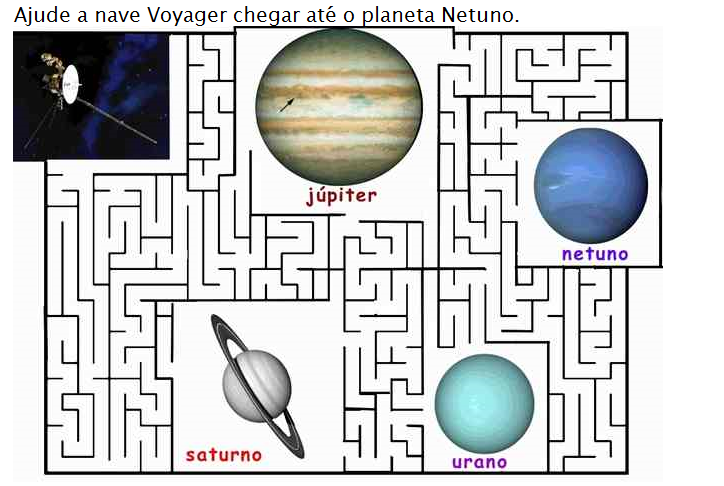 Ajude a nave Voyager chegar até o planeta Netuno.
júpiter
netuno
saturno
urano